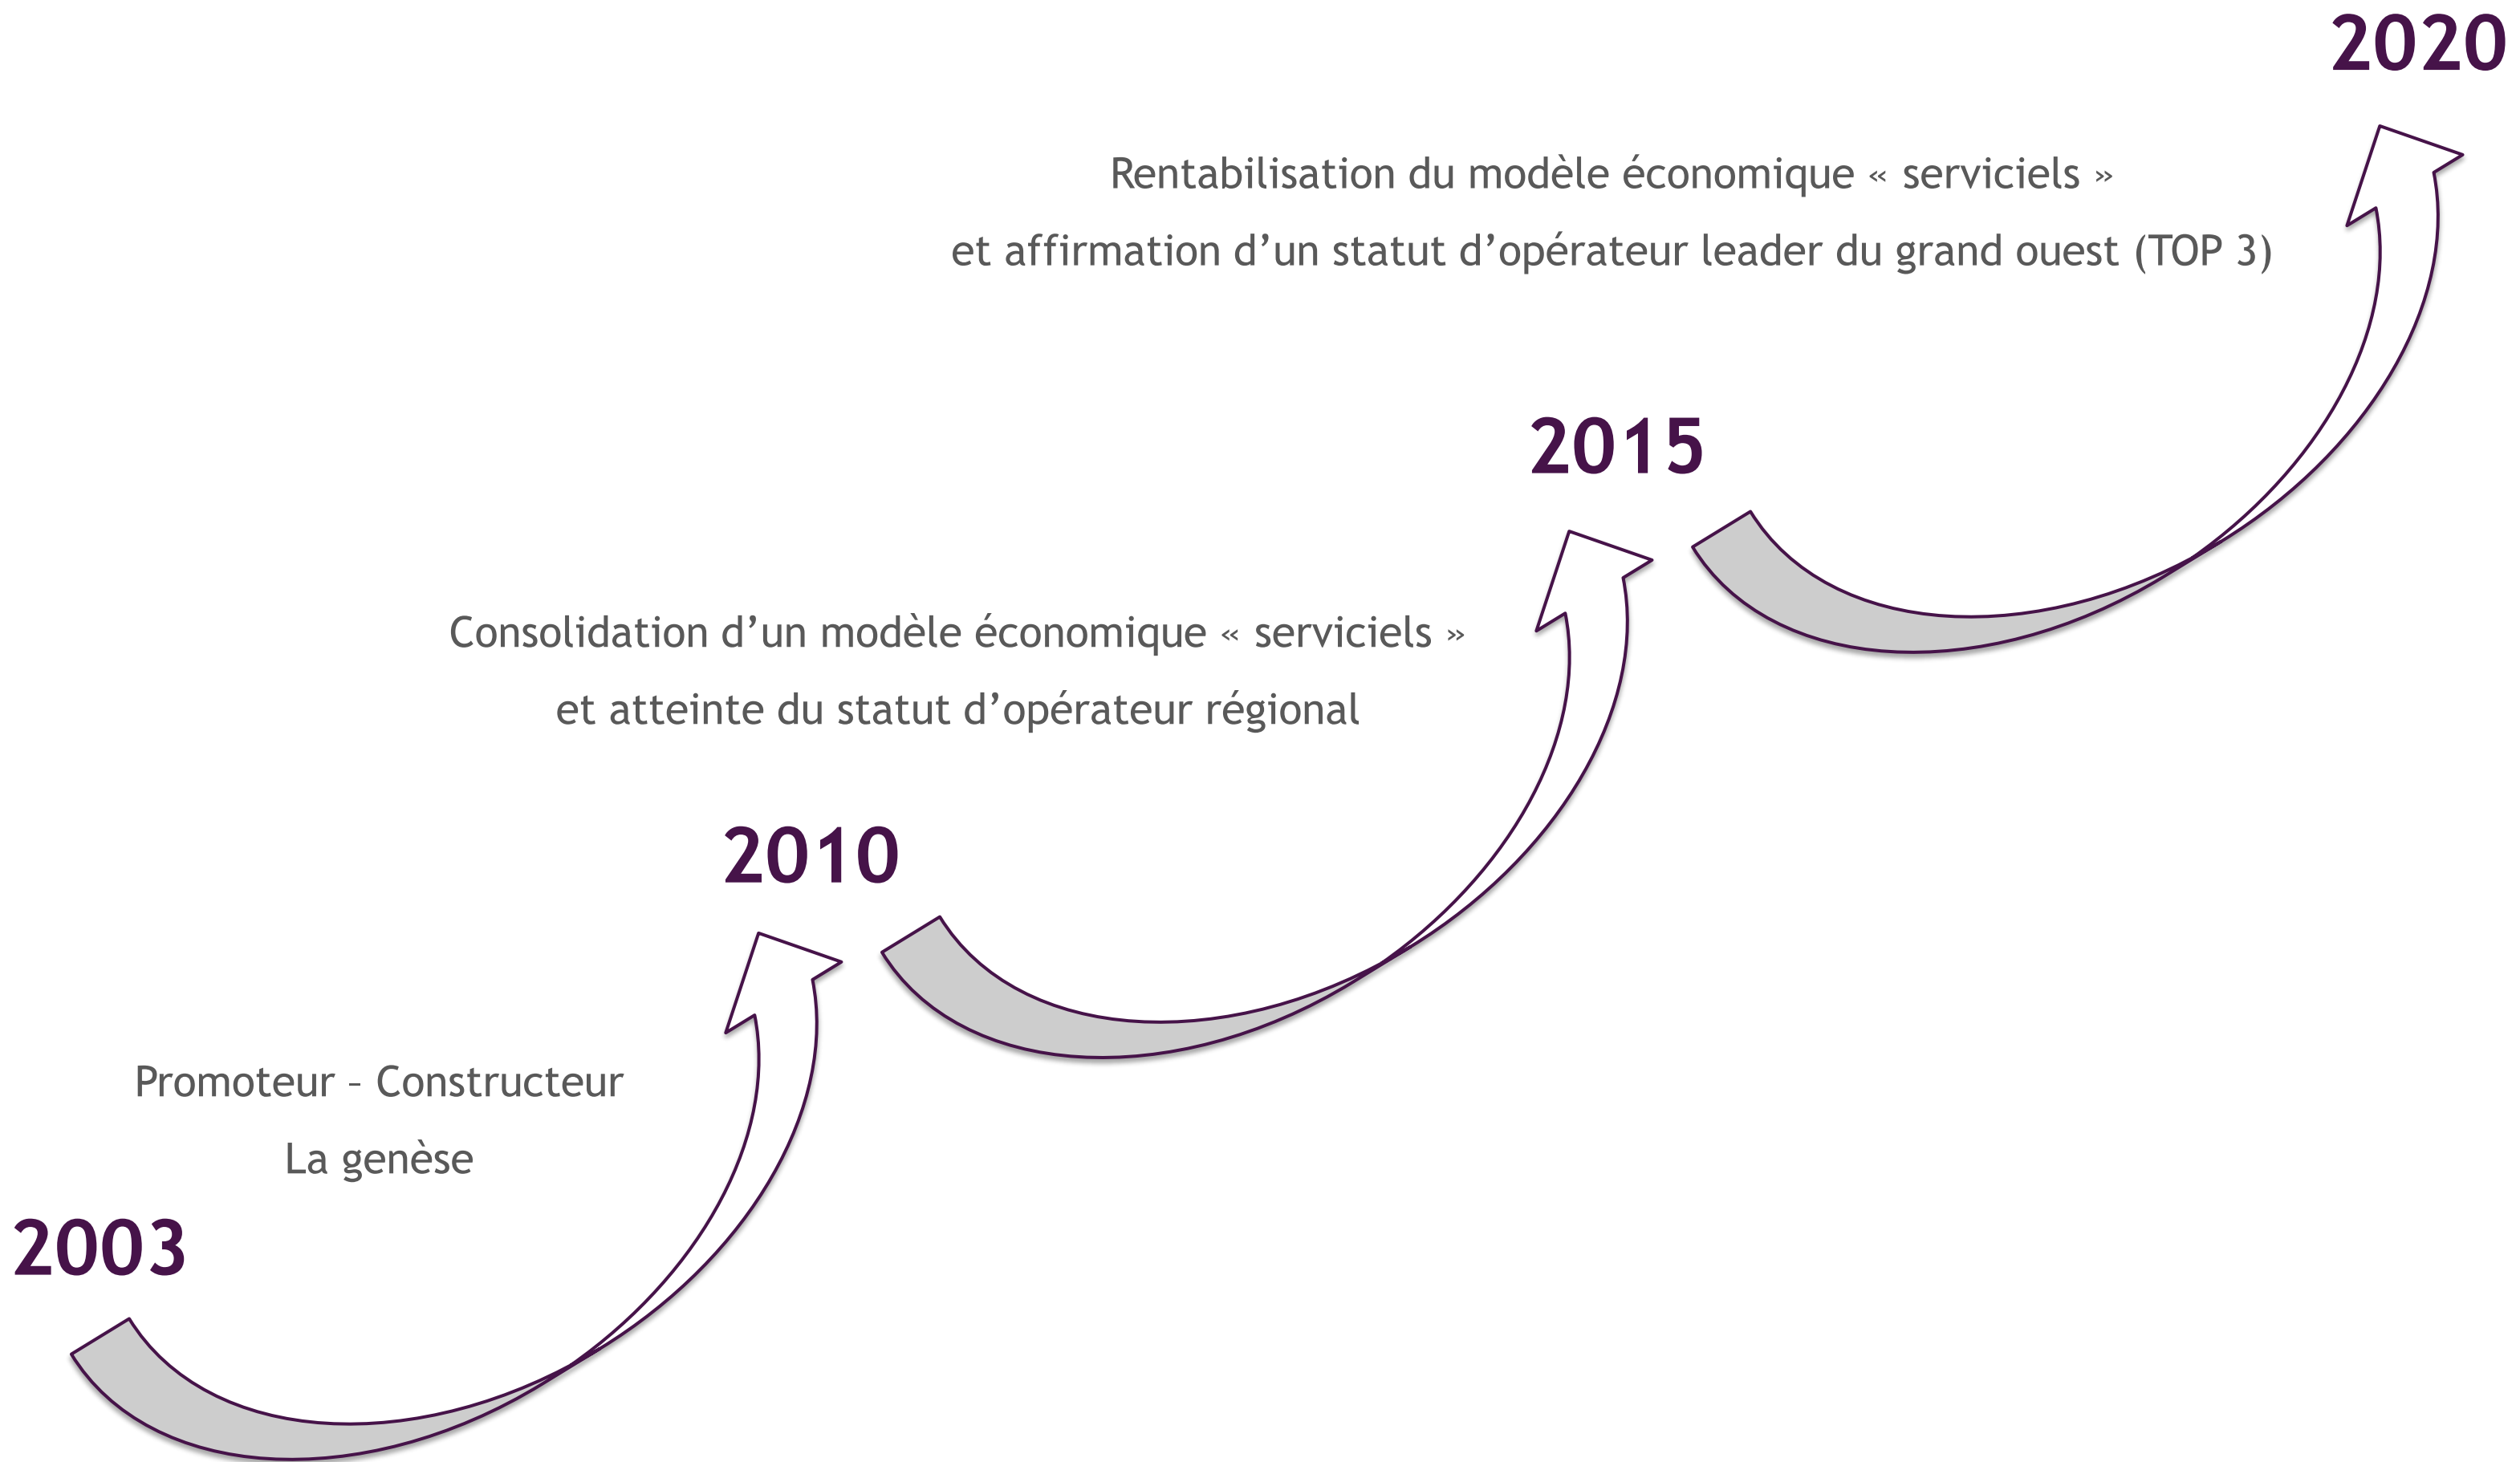 2020
Rentabilisation du modèle économique « serviciels »
et affirmation d’un statut d’opérateur leader du grand ouest (TOP 3)
2015
Consolidation d’un modèle économique « serviciels »
et atteinte du statut d’opérateur régional
2010
Promoteur - Constructeur
La genèse
2003